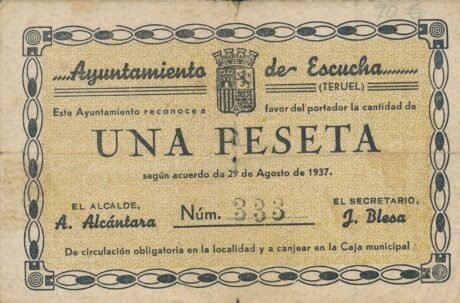 90 €
....Ayuntamiento de Escucha........
(TERUEL)
Este Ayuntamiento reconoce a favor del portador la cantidad de
UNA PESETA
según acuerdo da 29 de Agosto de 1937.
EL ALCALDE,
A. Alcántara
Núm. 333
EL SECRETARIO,
J. Blesa
De circulación obligatoria en la localidad y a canjear en la Caja municipal